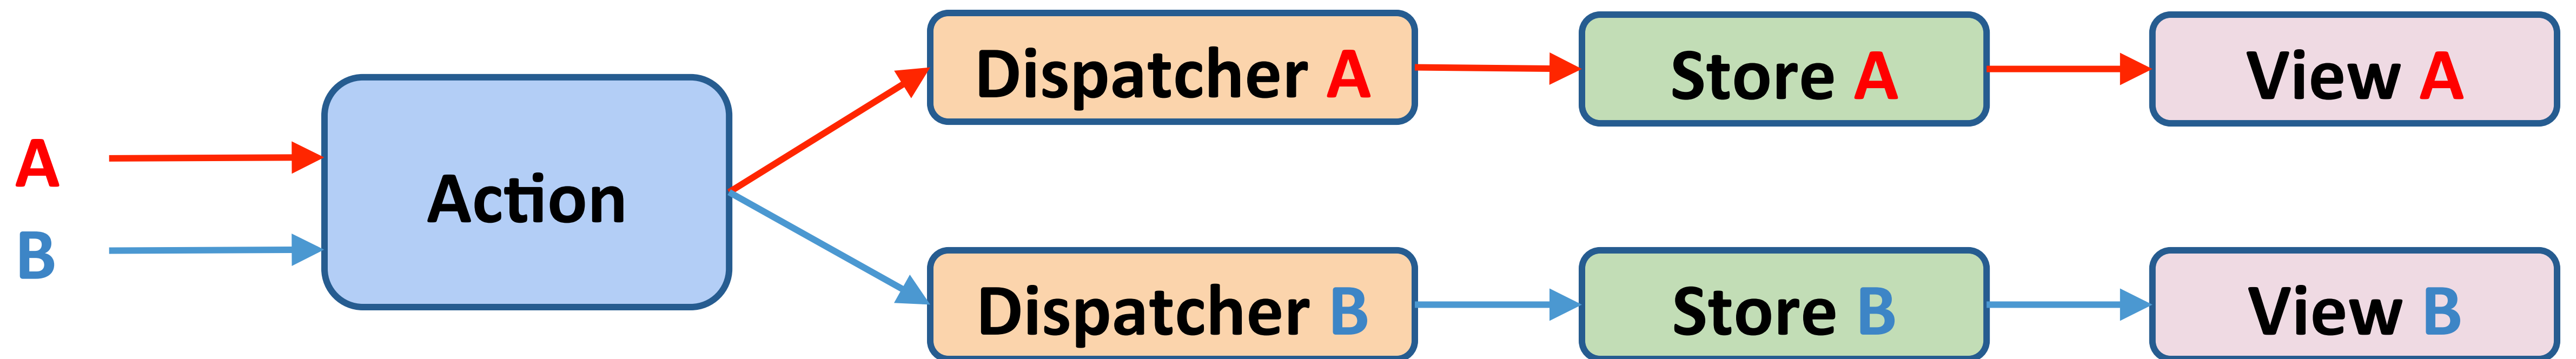 A
B
Action
Dispatcher A
Store A
View A
Dispatcher B
Store B
View B